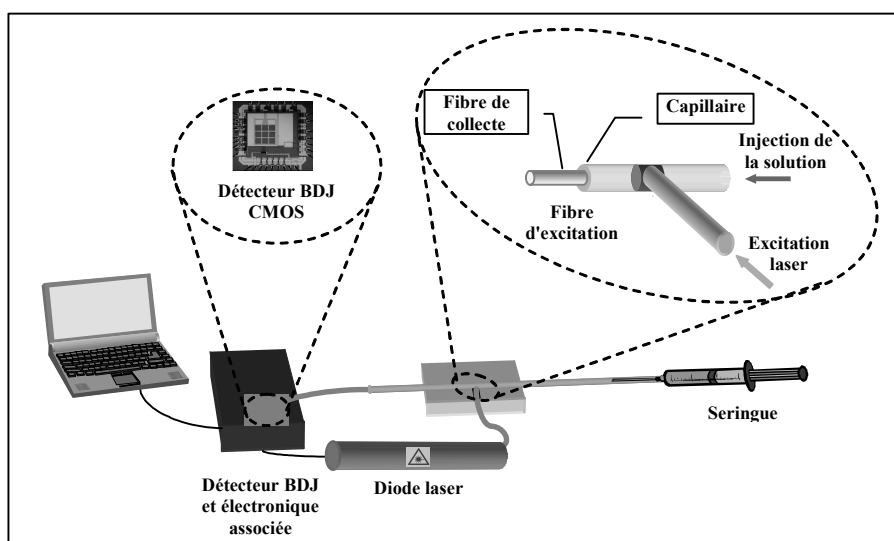 Fibre de
collecte
Capillaire
Injection de
la solution
Détecteur BDJ
CMOS
Fibre
d'excitation
Excitation
laser
Seringue
Détecteur BDJ
et électronique
associée
Diode laser